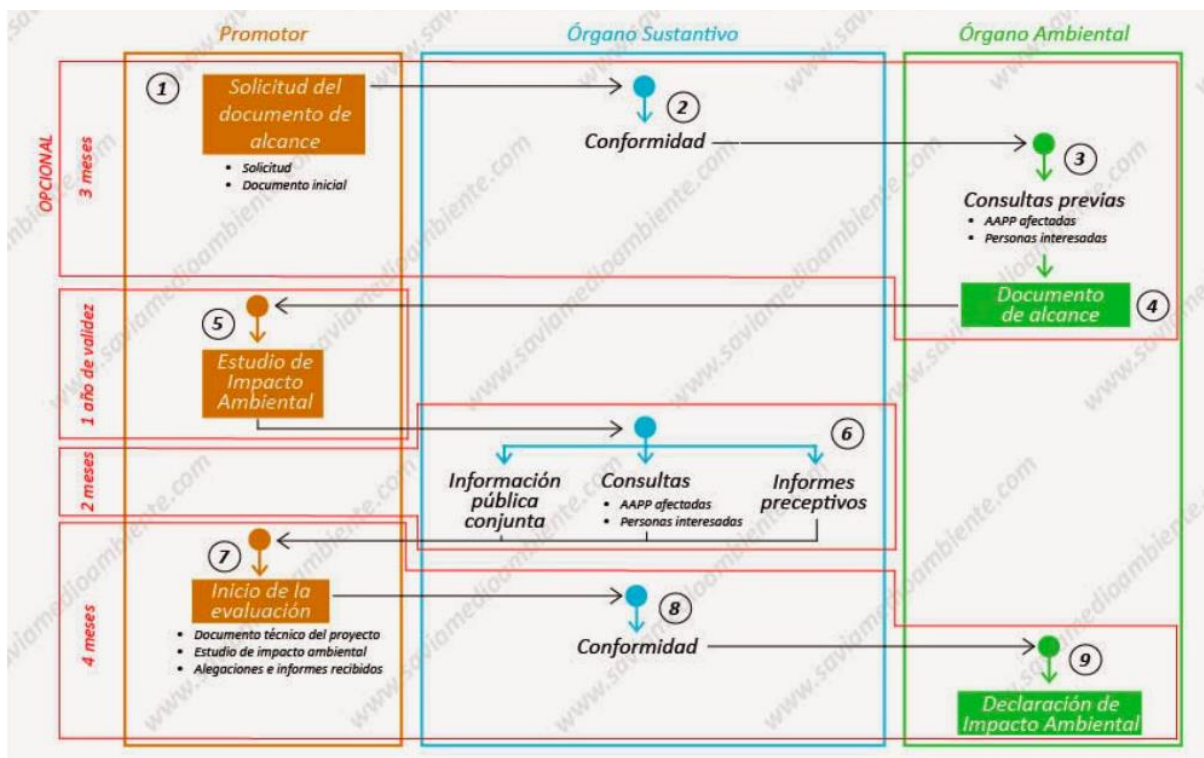 Promotor
Órgano Sustantivo
Órgano Ambiental
OPCIONAL
3 meses
1
Solicitud del
documento de
alcance
▪ Solicitud
▪ Documento inicial
2
Conformidad
3
Consultas previas
▪ AAPP afectadas
▪ Personas interesadas
Documento
de alcance
4
1 año de validez
5
Estudio de
Impacto
Ambiental
2 meses
6
Información
pública
conjunta
Consultas
▪ AAPP afectadas
▪ Personas interesadas
Informes
preceptivos
4 meses
7
Inicio de la
evaluación
▪ Documento técnico del proyecto
▪ Estudio de impacto ambiental
▪ Alegaciones e informes recibidos
8
Conformidad
9
Declaración de
Impacto Ambiental
www.saviamedioambiente.com